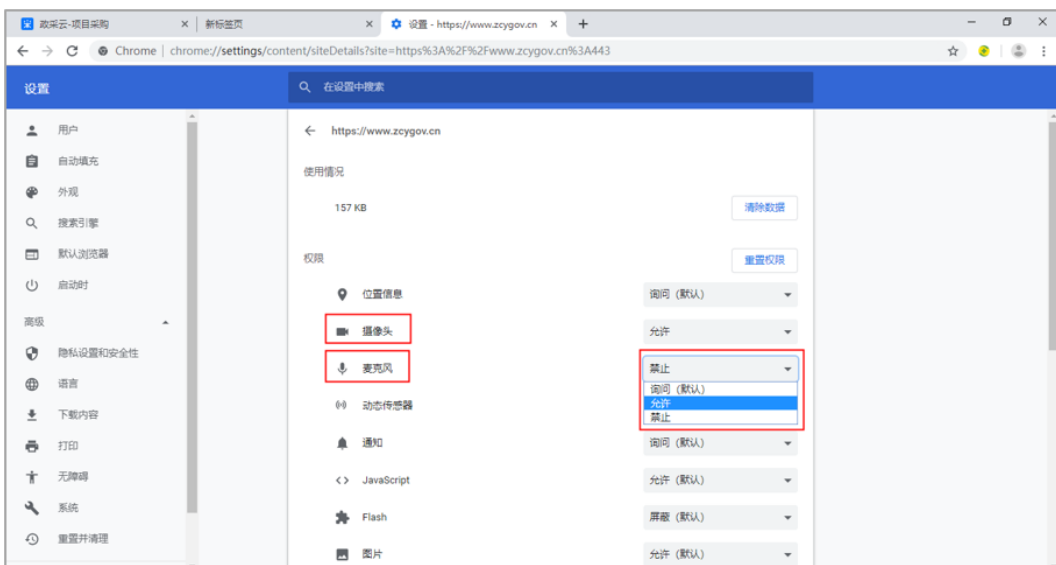 政采云-项目采购
新标签页
设置 - https://www.zcygov.cn
Chrome | chrome://settings/content/siteDetails?site=https%3A%2F%2Fwww.zcygov.cn%3A443
设置
在设置中搜索
用户
自动填充
外观
搜索引擎
默认浏览器
启动时
高级
隐私设置和安全性
语言
下载内容
打印
无障碍
系统
重置并清理
https://www.zcygov.cn
使用情况
157 KB
清除数据
权限
重置权限
位置信息
询问 (默认)
摄像头
允许
麦克风
禁止
询问 (默认)
允许
禁止
动态传感器
通知
询问 (默认)
JavaScript
允许 (默认)
Flash
屏蔽 (默认)
图片
允许 (默认)